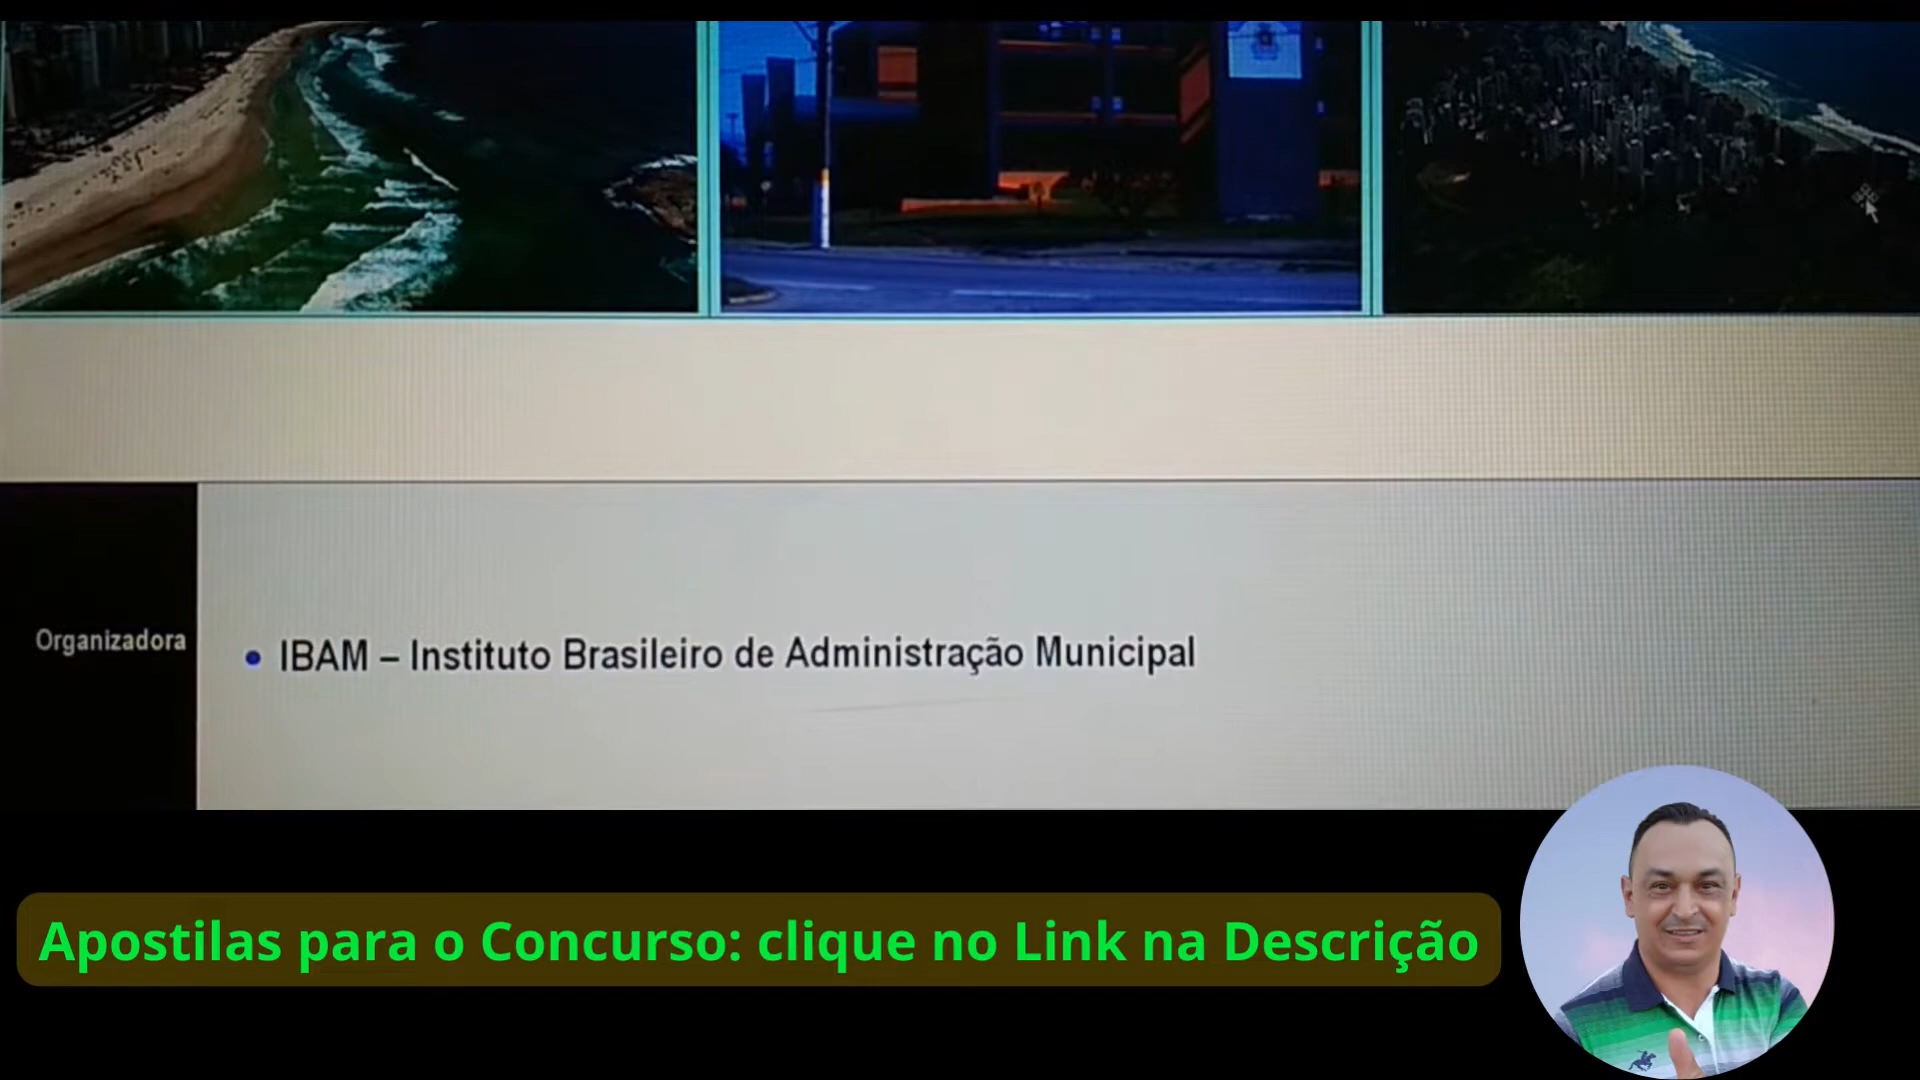 Organizadora
• IBAM – Instituto Brasileiro de Administração Municipal
Apostilas para o Concurso: clique no Link na Descrição